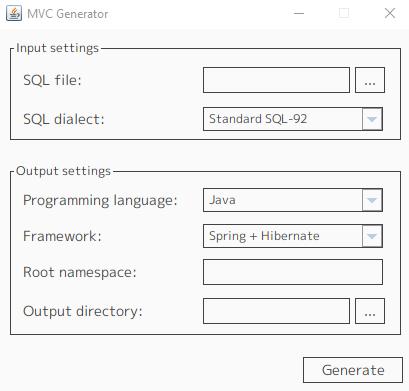 MVC Generator
Input settings
SQL file:
...
SQL dialect:
Standard SQL-92
Output settings
Programming language:
Java
Framework:
Spring + Hibernate
Root namespace:
Output directory:
...
Generate